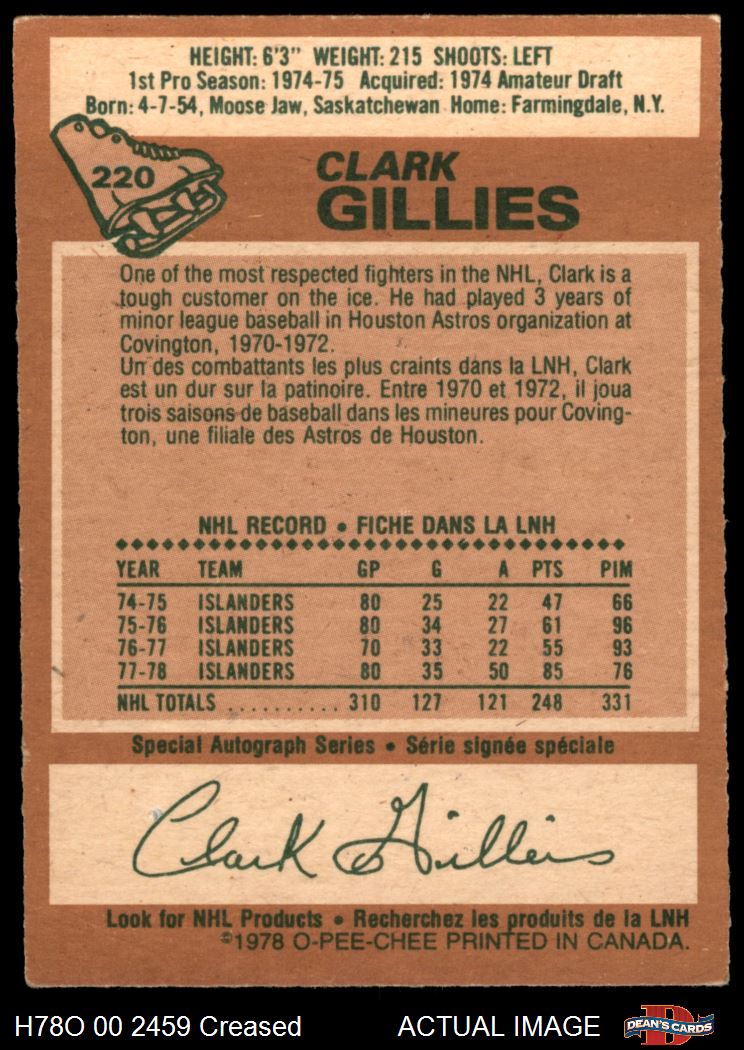 HEIGHT: 6'3" WEIGHT: 215 SHOOTS: LEFT
1st Pro Season: 1974-75 Acquired: 1974 Amateur Draft
Born: 4-7-54, Moose Jaw, Saskatchewan Home: Farmingdale, N.Y.
220
CLARK
GILLIES
One of the most respected fighters in the NHL, Clark is a
tough customer on the ice. He had played 3 years of
minor league baseball in Houston Astros organization at
Covington, 1970-1972.
Un des combattants les plus craints dans la LNH, Clark
est un dur sur la patinoire. Entre 1970 et 1972, il joua
trois saisons de baseball dans les mineures pour Coving-
ton, une filiale des Astros de Houston.
NHL RECORD • FICHE DANS LA LNH
YEAR TEAM GP G A PTS PIM
74-75 ISLANDERS 80 25 22 47 66
75-76 ISLANDERS 80 34 27 61 96
76-77 ISLANDERS 70 33 22 55 93
77-78 ISLANDERS 80 35 50 85 76
NHL TOTALS .......... 310 127 121 248 331
Special Autograph Series • Série signée spéciale
Clark Gillies
Look for NHL Products • Recherchez les produits de la LNH
©1978 O-PEE-CHEE PRINTED IN CANADA.
H78O 00 2459 Creased ACTUAL IMAGE
D
DEAN'S CARDS